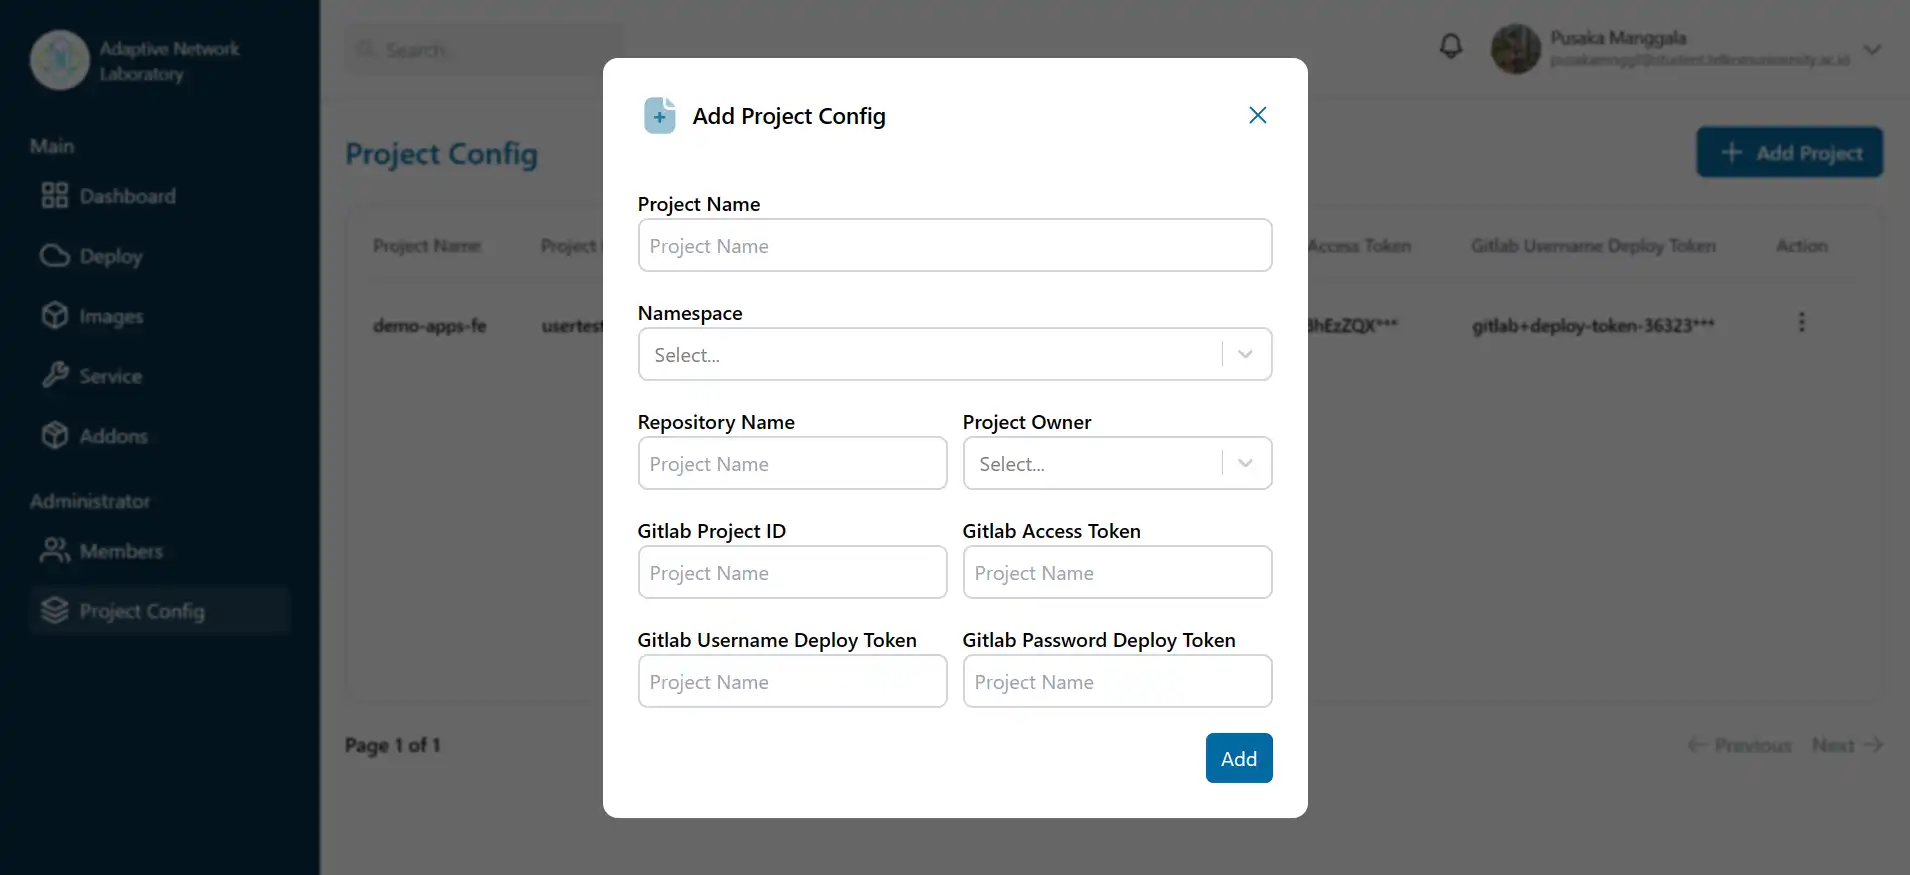 Adaptive Network
Laboratory
Search...
Pusaka Manggala
Main
Dashboard
Deploy
Images
Service
Addons
Administrator
Members
Project Config
Project Config
Add Project
Project Name
Project
Access Token
Gitlab Username Deploy Token
Action
demo-apps-fe
usertest
3hEzZQX***
gitlab+deploy-token-36323***
Page 1 of 1
Previous
Next
Add Project Config
Project Name
Project Name
Namespace
Select...
Repository Name
Project Owner
Project Name
Select...
Gitlab Project ID
Gitlab Access Token
Project Name
Project Name
Gitlab Username Deploy Token
Gitlab Password Deploy Token
Project Name
Project Name
Add